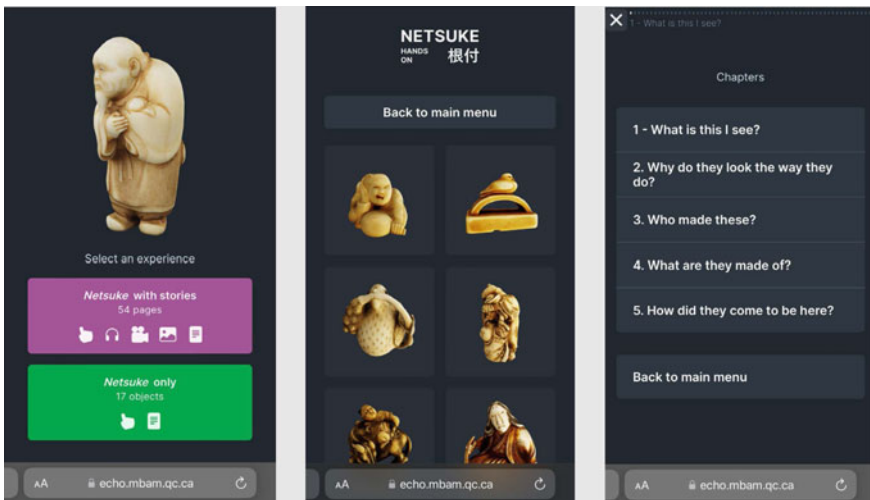 Select an experience
Netsuke with stories
54 pages
Netsuke only
17 objects
AA echo.mbam.qc.ca
NETSUKE
HANDS
ON 根付
Back to main menu
AA echo.mbam.qc.ca
1 - What is this I see?
Chapters
1 - What is this I see?
2. Why do they look the way they
do?
3. Who made these?
4. What are they made of?
5. How did they come to be here?
Back to main menu
AA echo.mbam.qc.ca